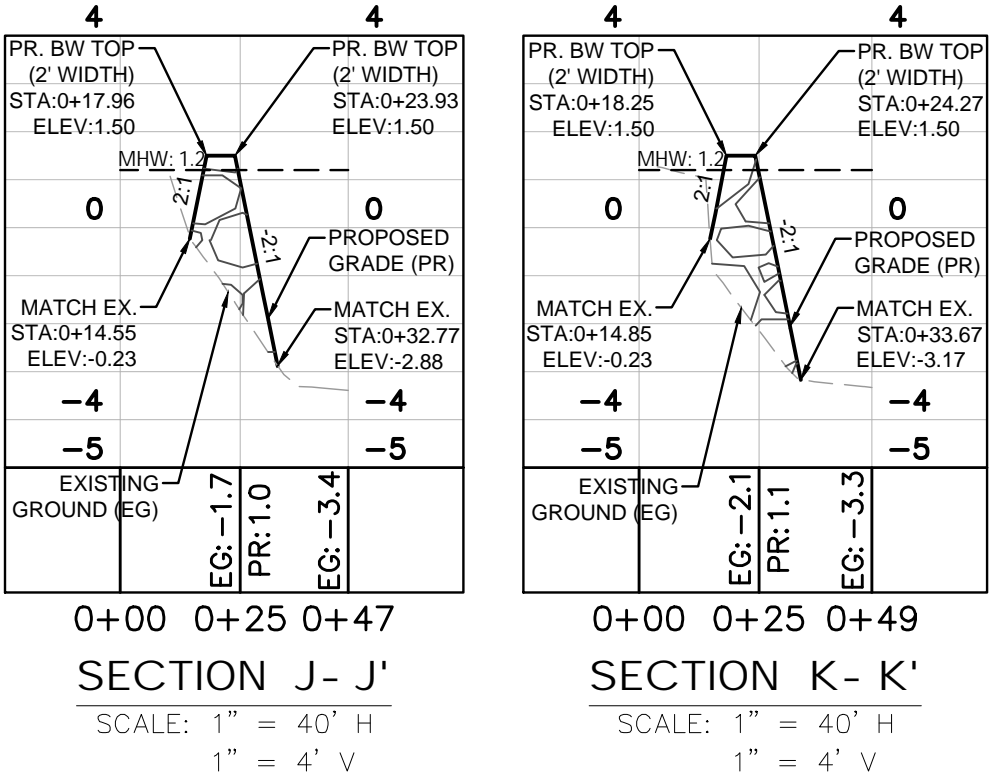 4
4
PR. BW TOP
(2' WIDTH)
STA:0+17.96
ELEV:1.50
PR. BW TOP
(2' WIDTH)
STA:0+23.93
ELEV:1.50
MHW: 1.2
2:1
0
0
-2:1
PROPOSED
GRADE (PR)
MATCH EX.
STA:0+14.55
ELEV:-0.23
MATCH EX.
STA:0+32.77
ELEV:-2.88
-4
-4
-5
-5
EXISTING
GROUND (EG)
EG: -1.7
PR: 1.0
EG: -3.4
0+00 0+25 0+47
SECTION J- J'
SCALE: 1" = 40' H
1" = 4' V
4
4
PR. BW TOP
(2' WIDTH)
STA:0+18.25
ELEV:1.50
PR. BW TOP
(2' WIDTH)
STA:0+24.27
ELEV:1.50
MHW: 1.2
2:1
0
0
-2:1
PROPOSED
GRADE (PR)
MATCH EX.
STA:0+14.85
ELEV:-0.23
MATCH EX.
STA:0+33.67
ELEV:-3.17
-4
-4
-5
-5
EXISTING
GROUND (EG)
EG: -2.1
PR: 1.1
EG: -3.3
0+00 0+25 0+49
SECTION K- K'
SCALE: 1" = 40' H
1" = 4' V